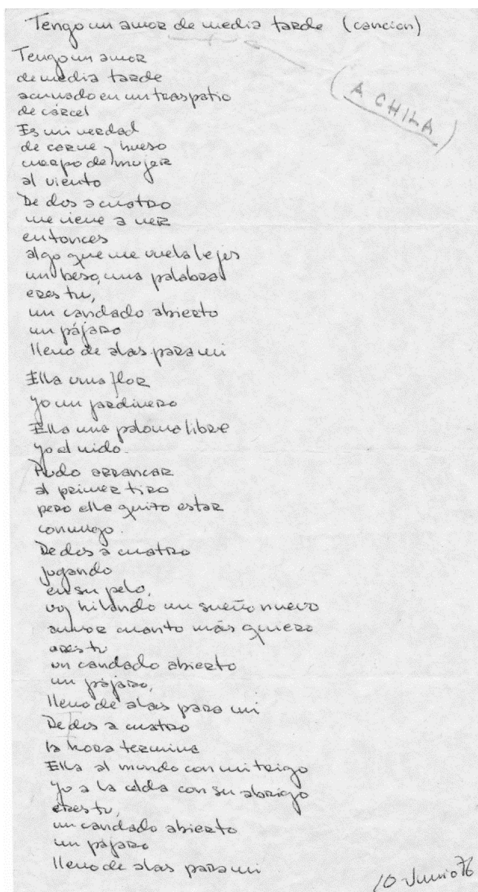 Tengo un amor de media tarde (cancion)
(A CHILA)
Tengo un amor
de media tarde
acunado en un traspatio
de cárcel
Es mi verdad
de carne y hueso
cuerpo de mujer
al viento
De dos a cuatro
me viene a ver
entonces
algo que me vuela lejos
un beso, una palabra
eres tu,
un candado abierto
un pájaro
lleno de alas para mi
Ella una flor
yo un jardinero
Ella una paloma libre
yo el nido.
Pudo arrancar
al primer tiro
pero ella quiso estar
conmigo.
De dos a cuatro
jugando
en su pelo,
voy hilando un sueño nuevo
amor cuanto más quiero
eres tu
un candado abierto
un pájaro,
lleno de alas para mi
De dos a cuatro
la hora termina
Ella al mundo con mi trigo
Yo a la celda con su abrigo
eres tu,
un candado abierto
un pájaro
lleno de alas para mi
10 Junio 76